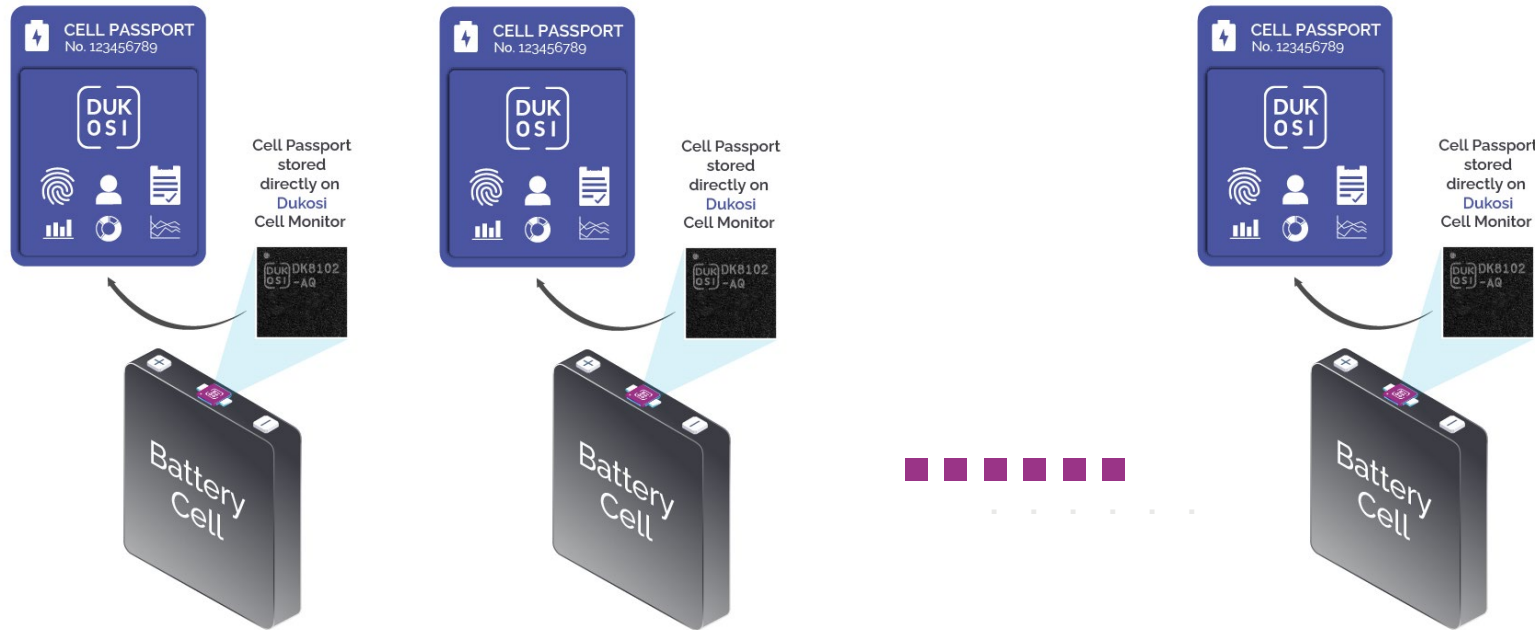 CELL PASSPORT
No. 123456789
DUK
OSI
Cell Passport
stored
directly on
Dukosi
Cell Monitor
DUK
OSI
DK8102
-AQ
+
-
Battery
Cell
CELL PASSPORT
No. 123456789
DUK
OSI
Cell Passport
stored
directly on
Dukosi
Cell Monitor
DUK
OSI
DK8102
-AQ
+
-
Battery
Cell
CELL PASSPORT
No. 123456789
DUK
OSI
Cell Passport
stored
directly on
Dukosi
Cell Monitor
DUK
OSI
DK8102
-AQ
+
-
Battery
Cell